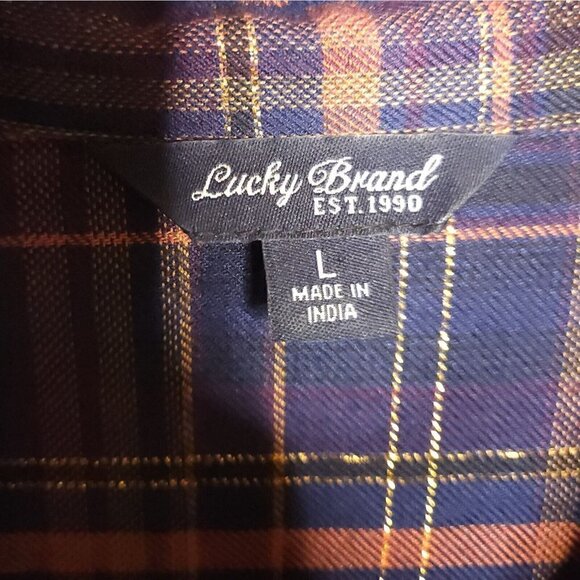 Lucky Brand
EST.1990
L
MADE IN
INDIA